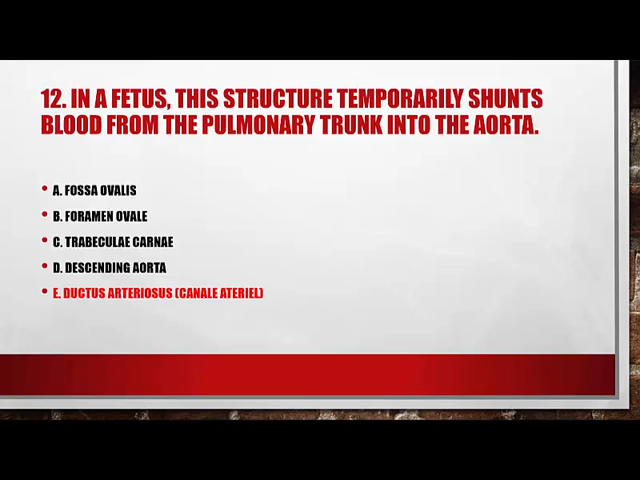 12. IN A FETUS, THIS STRUCTURE TEMPORARILY SHUNTS
BLOOD FROM THE PULMONARY TRUNK INTO THE AORTA.
• A. FOSSA OVALIS
• B. FORAMEN OVALE
• C. TRABECULAE CARNAE
• D. DESCENDING AORTA
• E. DUCTUS ARTERIOSUS (CANALE ATERIEL)